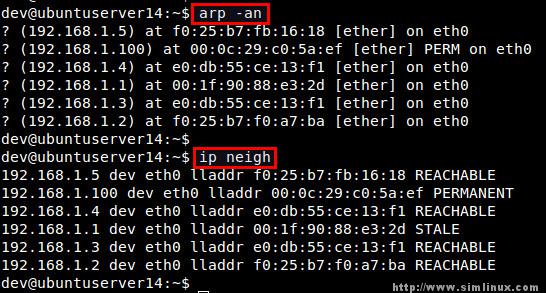 dev@ubuntuserver14:~$ arp -an
? (192.168.1.5) at f0:25:b7:fb:16:18 [ether] on eth0
? (192.168.1.100) at 00:0c:29:c0:5a:ef [ether] PERM on eth0
? (192.168.1.4) at e0:db:55:ce:13:f1 [ether] on eth0
? (192.168.1.1) at 00:1f:90:88:e3:2d [ether] on eth0
? (192.168.1.3) at e0:db:55:ce:13:f1 [ether] on eth0
? (192.168.1.2) at f0:25:b7:f0:a7:ba [ether] on eth0
dev@ubuntuserver14:~$
dev@ubuntuserver14:~$ ip neigh
192.168.1.5 dev eth0 lladdr f0:25:b7:fb:16:18 REACHABLE
192.168.1.100 dev eth0 lladdr 00:0c:29:c0:5a:ef PERMANENT
192.168.1.4 dev eth0 lladdr e0:db:55:ce:13:f1 REACHABLE
192.168.1.1 dev eth0 lladdr 00:1f:90:88:e3:2d STALE
192.168.1.3 dev eth0 lladdr e0:db:55:ce:13:f1 REACHABLE
192.168.1.2 dev eth0 lladdr f0:25:b7:f0:a7:ba REACHABLE
dev@ubuntuserver14:~$
http://www.simlinux.com